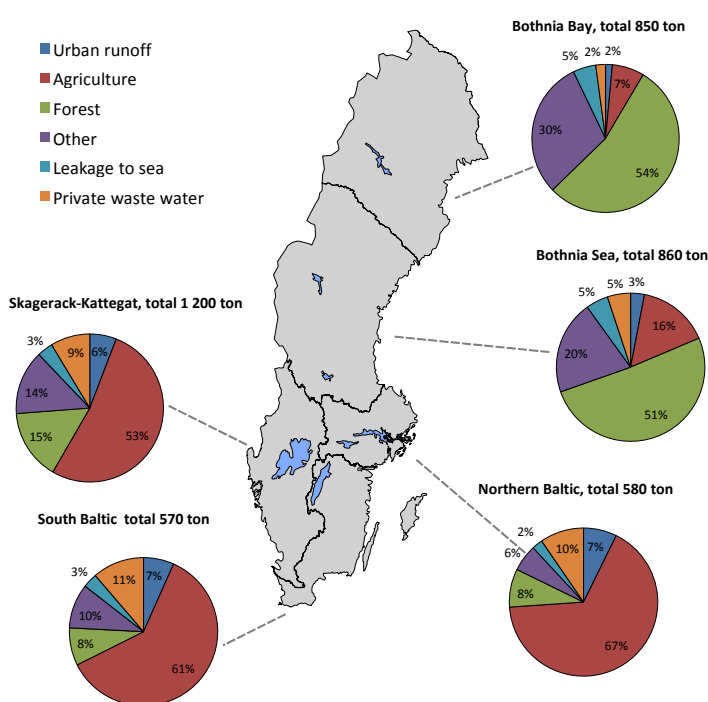 Urban runoff
Agriculture
Forest
Other
Leakage to sea
Private waste water
Bothnia Bay, total 850 ton
5% 2% 2%
7%
30%
54%
Bothnia Sea, total 860 ton
5% 5% 3%
16%
20%
51%
Skagerack-Kattegat, total 1 200 ton
3%
9% 6%
14%
15%
53%
Northern Baltic, total 580 ton
2%
10% 7%
6%
8%
67%
South Baltic  total 570 ton
3%
11% 7%
10%
8%
61%